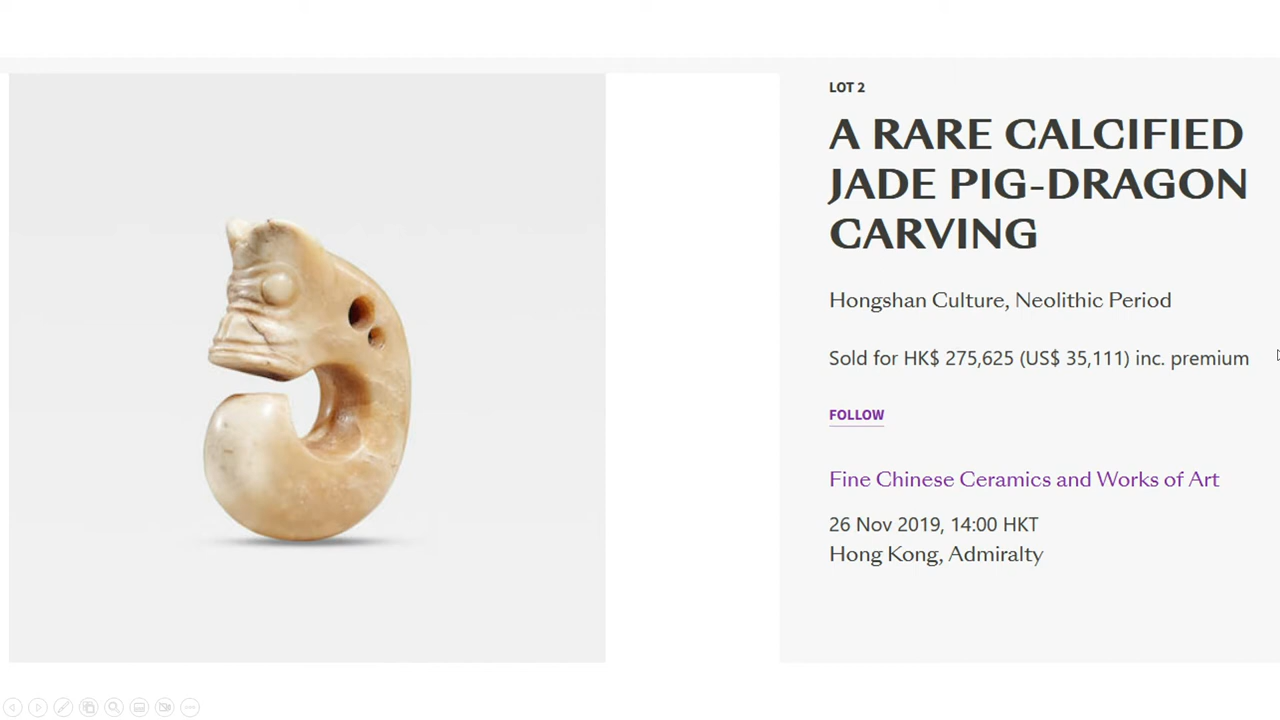 LOT 2
A RARE CALCIFIED
JADE PIG-DRAGON
CARVING
Hongshan Culture, Neolithic Period
Sold for HK$ 275,625 (US$ 35,111) inc. premium
FOLLOW
Fine Chinese Ceramics and Works of Art
26 Nov 2019, 14:00 HKT
Hong Kong, Admiralty